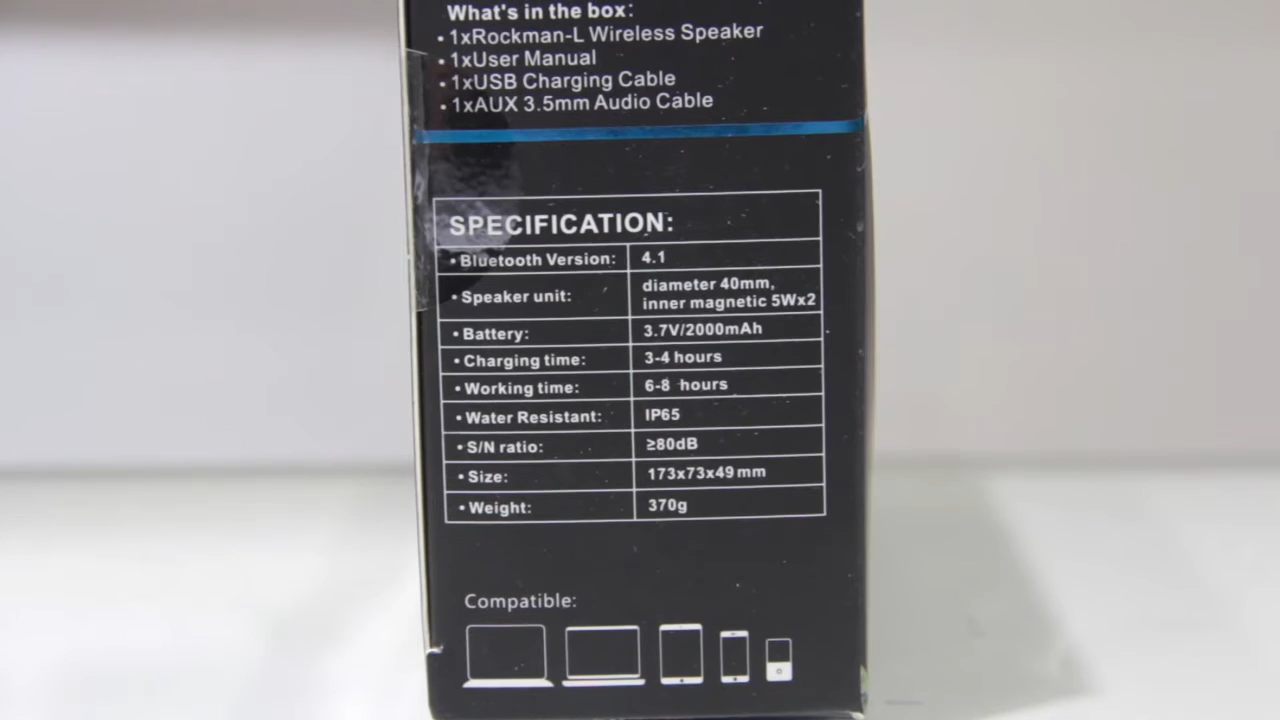 What's in the box:
• 1xRockman-L Wireless Speaker
• 1xUser Manual
• 1xUSB Charging Cable
• 1xAUX 3.5mm Audio Cable
SPECIFICATION:
• Bluetooth Version: 4.1
• Speaker unit: diameter 40mm,
inner magnetic 5Wx2
• Battery: 3.7V/2000mAh
• Charging time: 3-4 hours
• Working time: 6-8 hours
• Water Resistant: IP65
• S/N ratio: ≥80dB
• Size: 173x73x49 mm
• Weight: 370g
Compatible: